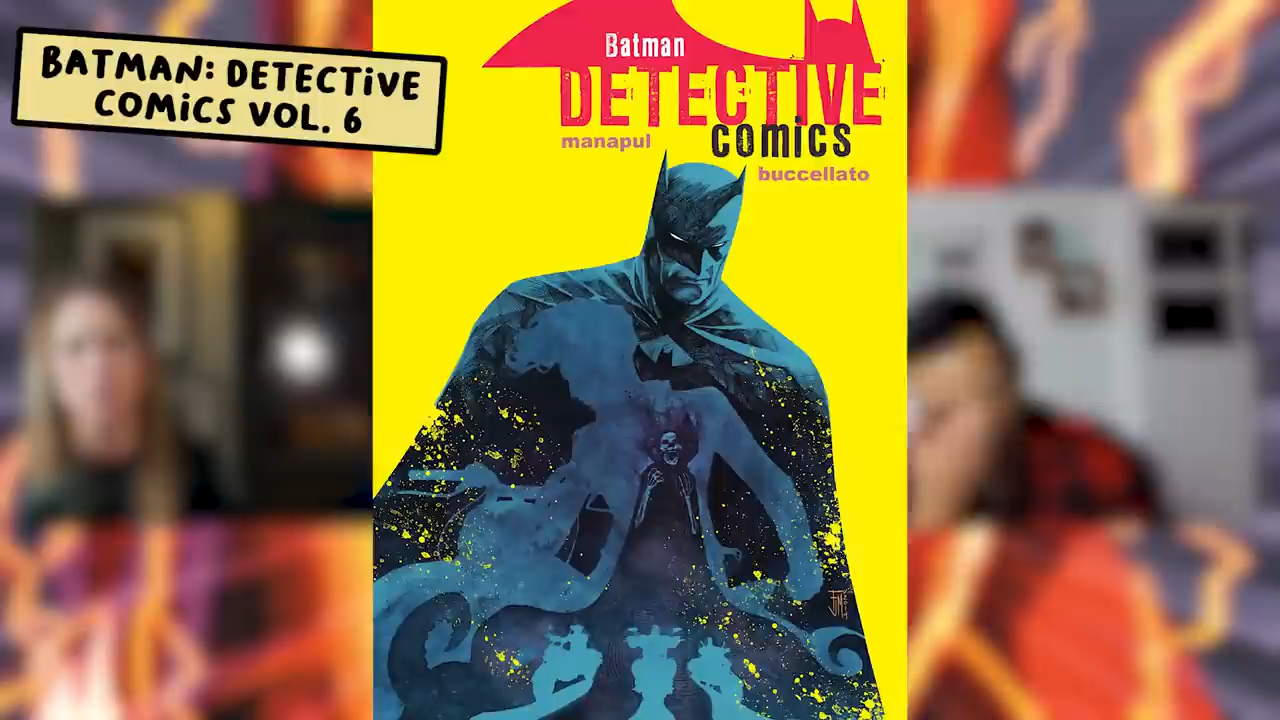 BATMAN: DETECTIVE
COMICS VOL. 6
Batman
DETECTIVE
comics
manapul
buccellato